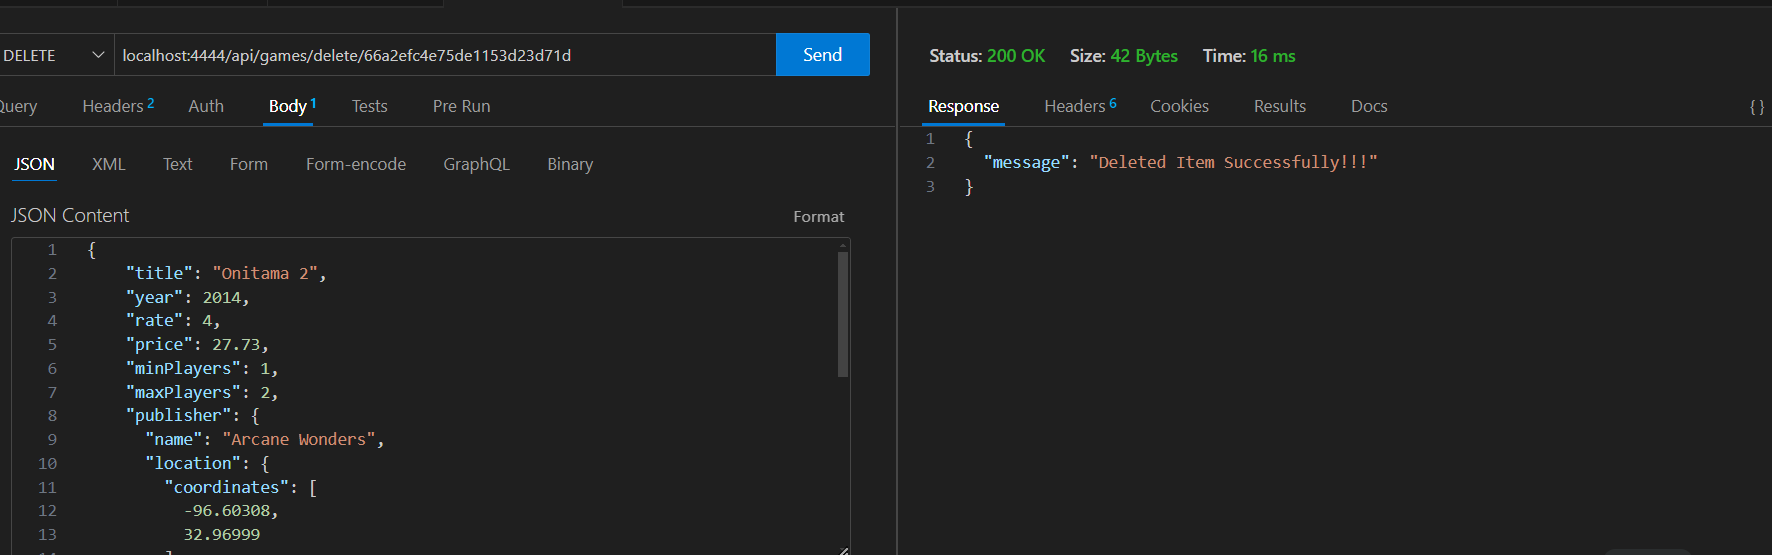 DELETE localhost:4444/api/games/delete/66a2efc4e75de1153d23d71d Send
Query Headers 2 Auth Body 1 Tests Pre Run
JSON XML Text Form Form-encode GraphQL Binary
JSON Content Format
1 {
2 "title": "Onitama 2",
3 "year": 2014,
4 "rate": 4,
5 "price": 27.73,
6 "minPlayers": 1,
7 "maxPlayers": 2,
8 "publisher": {
9 "name": "Arcane Wonders",
10 "location": {
11 "coordinates": [
12 -96.60308,
13 32.96999
Status: 200 OK Size: 42 Bytes Time: 16 ms
Response Headers 6 Cookies Results Docs {}
1 {
2 "message": "Deleted Item Successfully!!!"
3 }